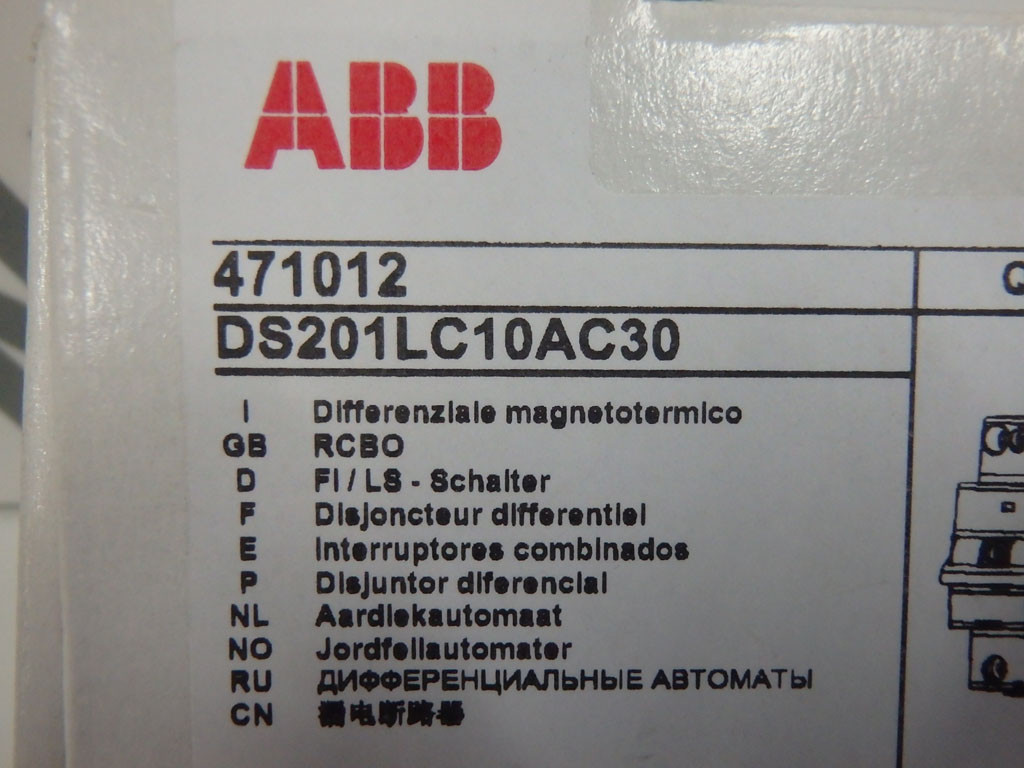 ABB
471012
Q
DS201LC10AC30
I Differenziale magnetotermico
GB RCBO
D FI / LS - Schalter
F Disjoncteur differentiel
E Interruptores combinados
P Disjuntor diferencial
NL Aardlekautomaat
NO Jordfeilautomater
RU ДИФФЕРЕНЦИАЛЬНЫЕ АВТОМАТЫ
CN 漏电断路器